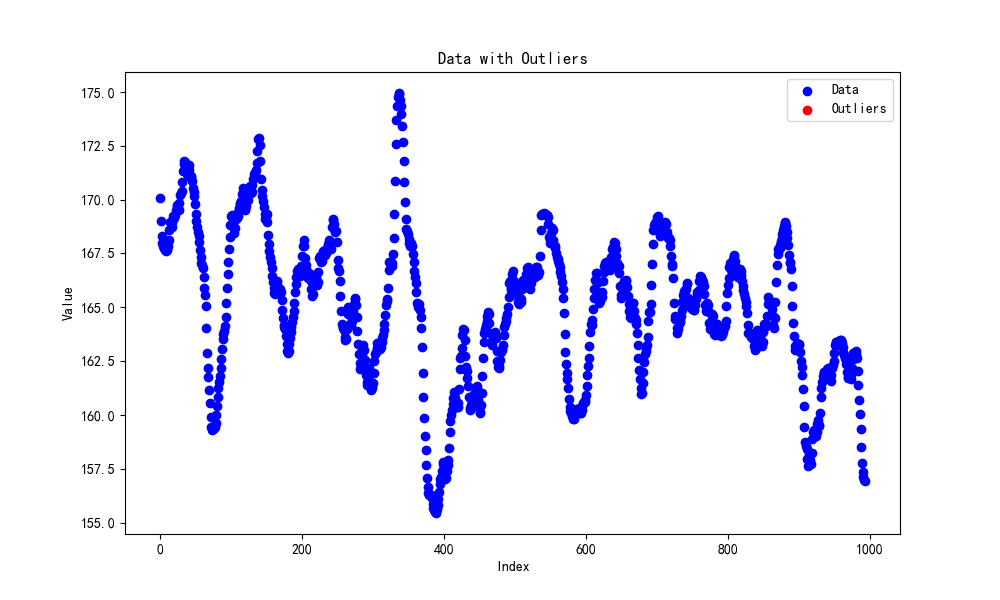 Data with Outliers
Data
Outliers
175.0
172.5
170.0
167.5
165.0
162.5
160.0
157.5
155.0
Value
0 200 400 600 800 1000
Index